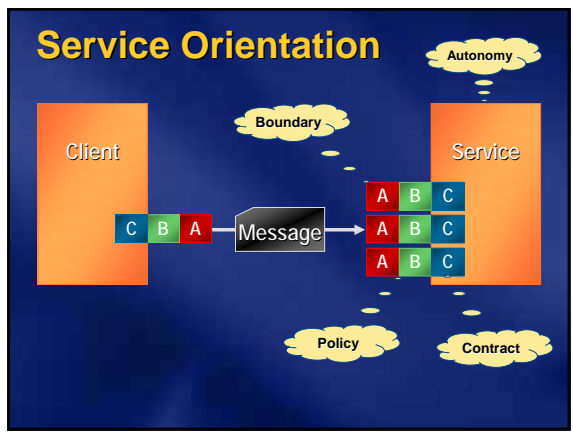 Service Orientation
Autonomy
Boundary
Client
Service
A B C
C B A
Message
A B C
A B C
Policy
Contract